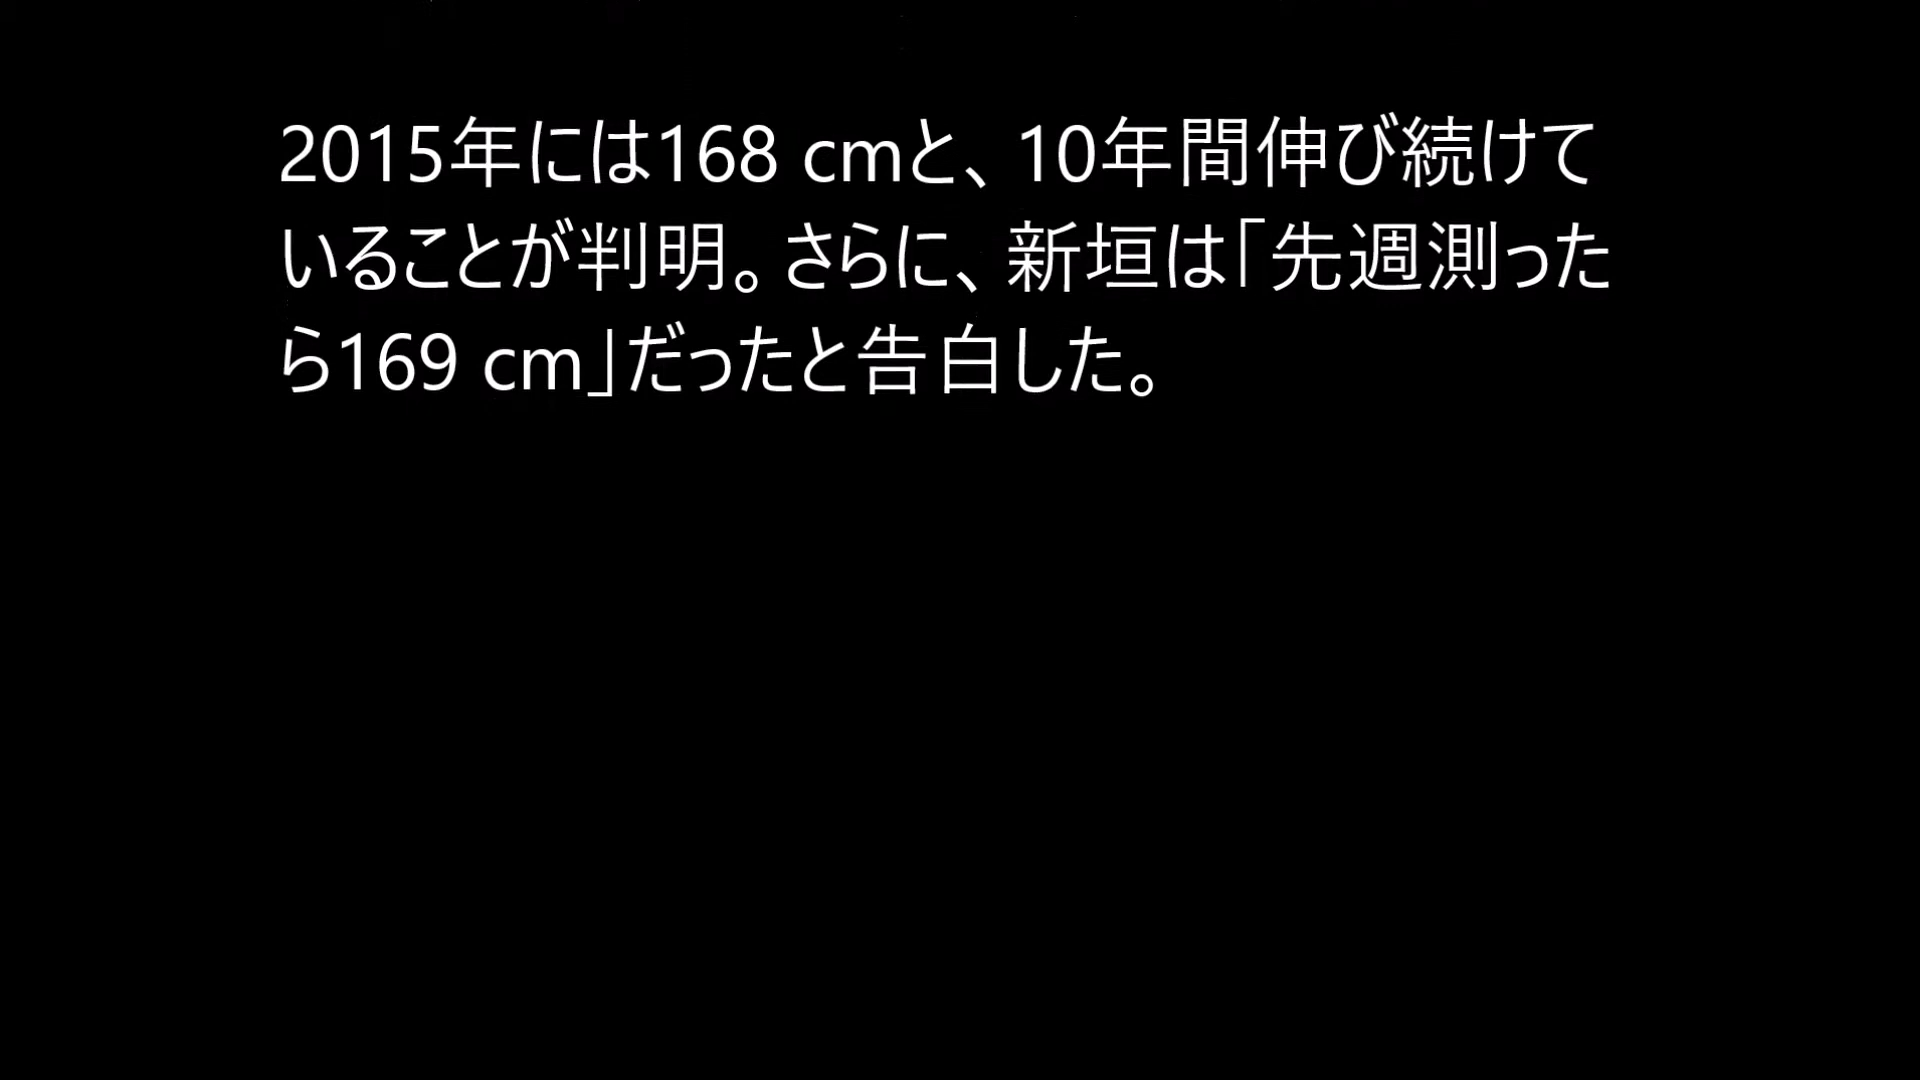 2015年には168 cmと、10年間伸び続けて
いることが判明。さらに、新垣は「先週測った
ら169 cm」だったと告白した。